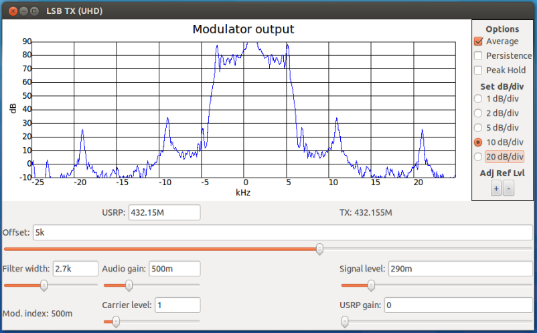 LSB TX (UHD)
Modulator output
Options
Average
Persistence
Peak Hold
Set dB/div
1 dB/div
2 dB/div
5 dB/div
10 dB/div
20 dB/div
Adj Ref Lvl
+ -
90
80
70
60
50
40
30
20
10
0
-10
dB
-25 -20 -15 -10 -5 0 5 10 15 20
kHz
USRP: 432.15M TX: 432.155M
Offset: 5k
Filter width: 2.7k Audio gain: 500m Signal level: 290m
Mod. index: 500m Carrier level: 1 USRP gain: 0